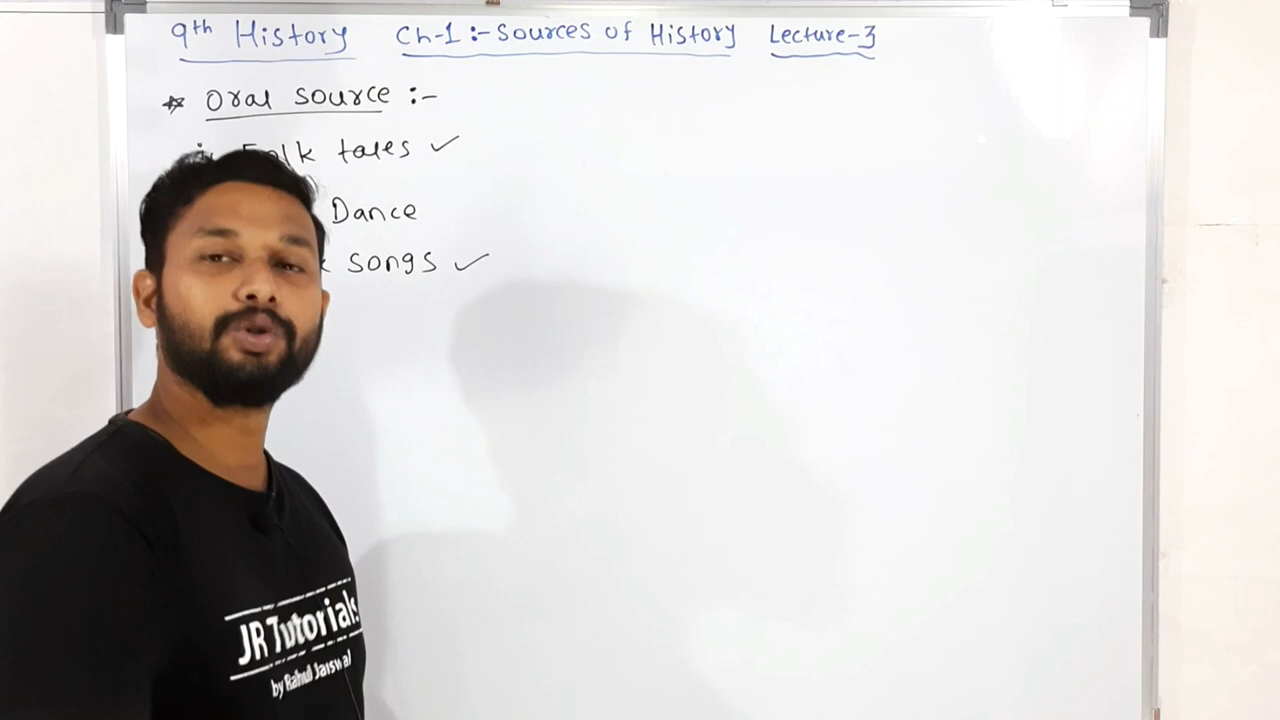 9th History Ch-1 :- Sources of History Lecture-3
* Oral source :-
Folk tales ✓
Dance
songs ✓
JR Tutorials
by Rahul Jaiswal